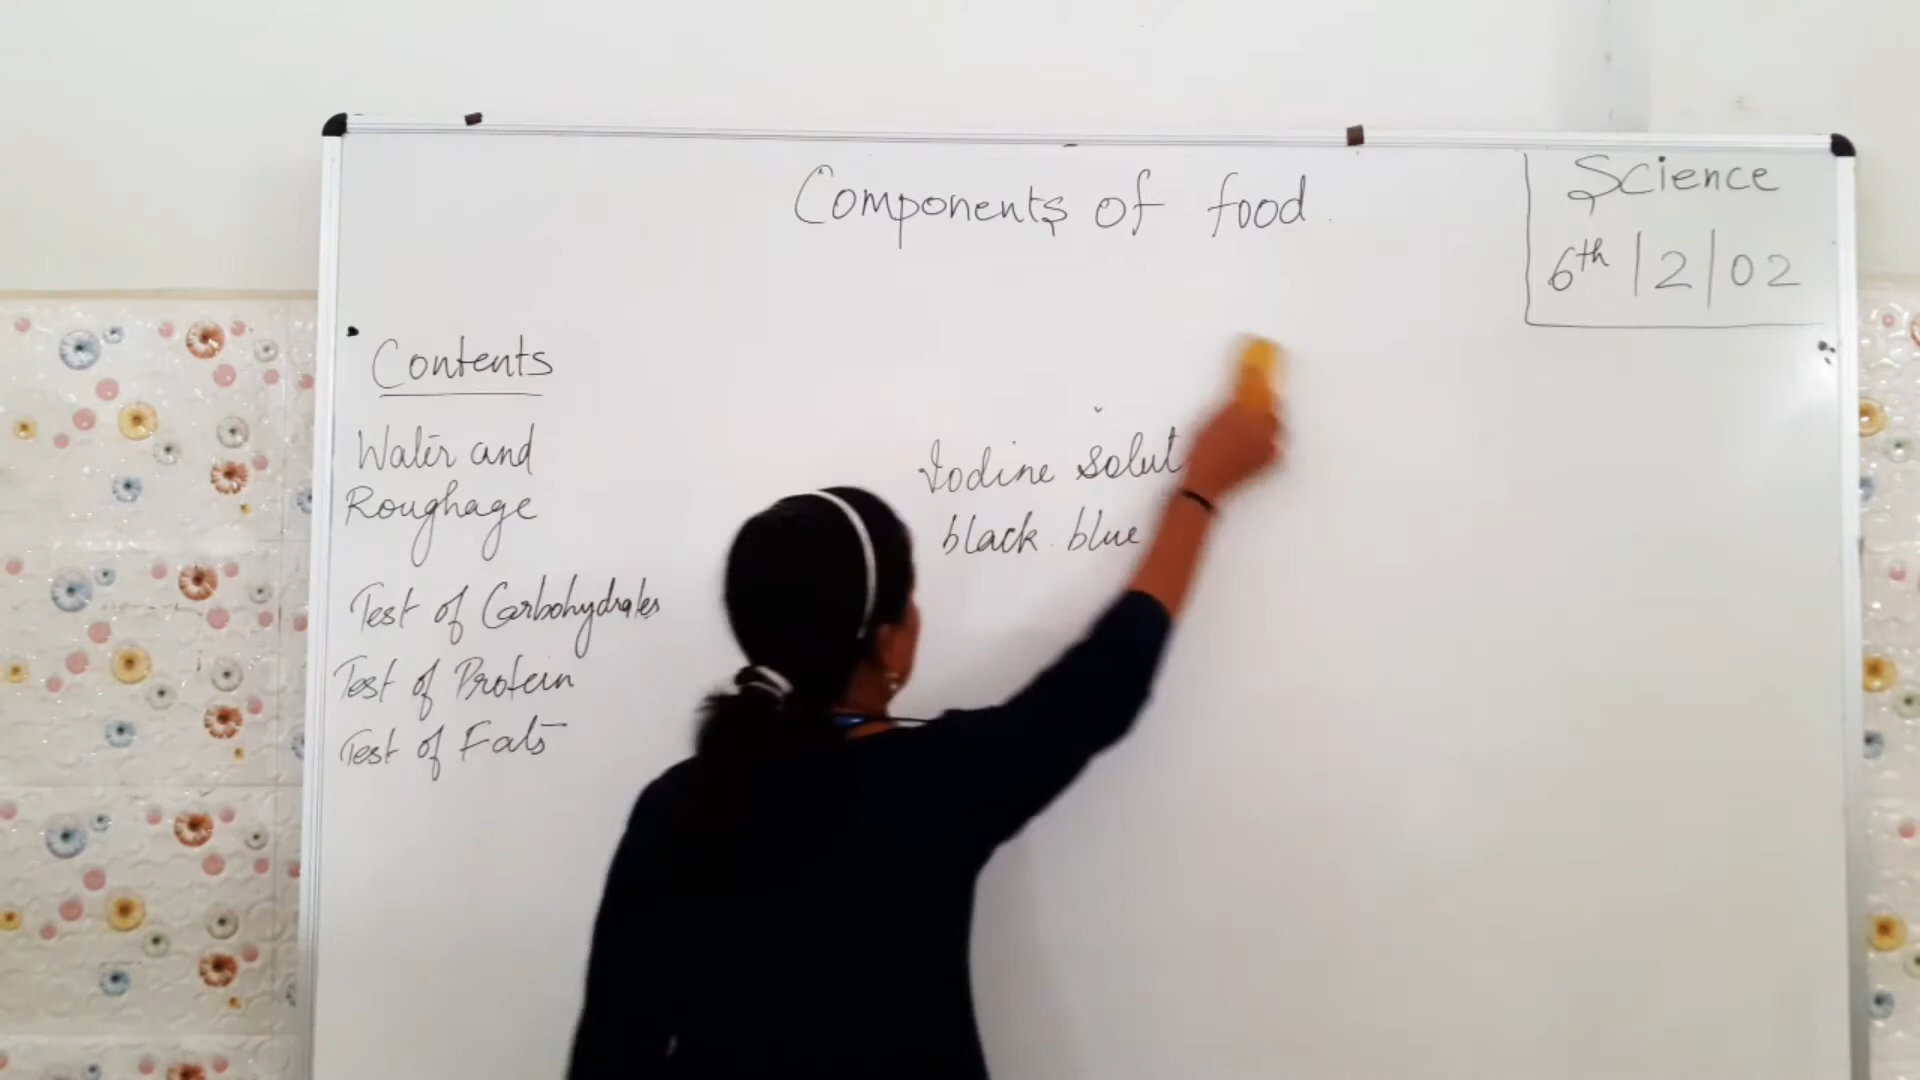 Components of food
Science
6th | 2 | 02
Contents
Water and
Roughage
Test of Carbohydrates
Test of Protein
Test of Fats
Iodine solut
black blue